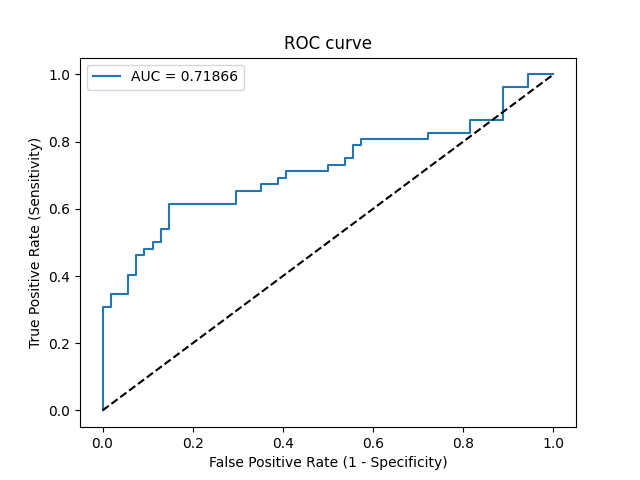 ROC curve
AUC = 0.71866
1.0
0.8
0.6
0.4
0.2
0.0
True Positive Rate (Sensitivity)
0.0 0.2 0.4 0.6 0.8 1.0
False Positive Rate (1 - Specificity)